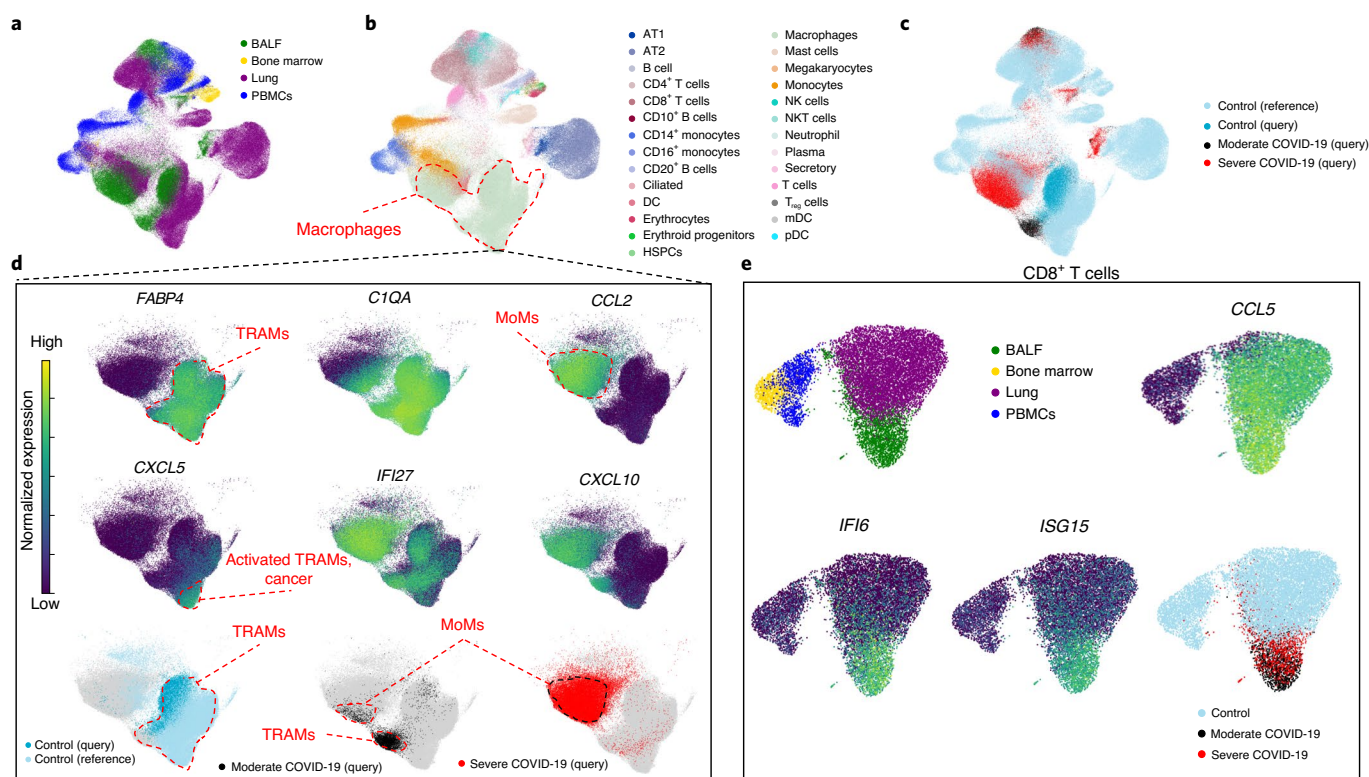 a
BALF
Bone marrow
Lung
PBMCs
b
Macrophages
AT1
AT2
B cell
CD4⁺ T cells
CD8⁺ T cells
CD10⁺ B cells
CD14⁺ monocytes
CD16⁺ monocytes
CD20⁺ B cells
Ciliated
DC
Erythrocytes
Erythroid progenitors
HSPCs
Macrophages
Mast cells
Megakaryocytes
Monocytes
NK cells
NKT cells
Neutrophil
Plasma
Secretory
T cells
T_reg cells
mDC
pDC
c
Control (reference)
Control (query)
Moderate COVID-19 (query)
Severe COVID-19 (query)
d
High
Normalized expression
Low
FABP4
TRAMs
C1QA
CCL2
MoMs
CXCL5
Activated TRAMs,
cancer
IFI27
CXCL10
TRAMs
MoMs
TRAMs
Control (query)
Control (reference)
Moderate COVID-19 (query)
Severe COVID-19 (query)
e
CD8⁺ T cells
BALF
Bone marrow
Lung
PBMCs
CCL5
IFI6
ISG15
Control
Moderate COVID-19
Severe COVID-19